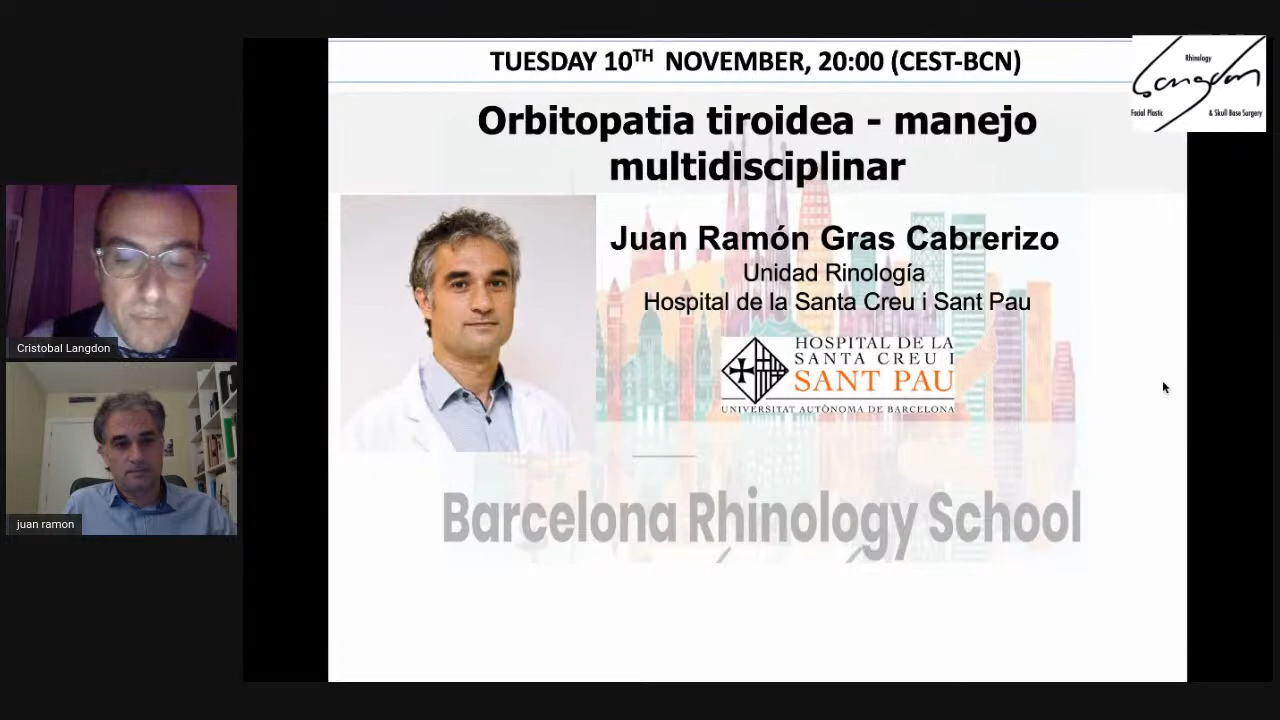 TUESDAY 10TH NOVEMBER, 20:00 (CEST-BCN)
Rhinology
Langdon
Facial Plastic & Skull Base Surgery
Orbitopatia tiroidea - manejo
multidisciplinar
Juan Ramón Gras Cabrerizo
Unidad Rinología
Hospital de la Santa Creu i Sant Pau
HOSPITAL DE LA
SANTA CREU I
SANT PAU
UNIVERSITAT AUTÒNOMA DE BARCELONA
Cristobal Langdon
juan ramon
Barcelona Rhinology School